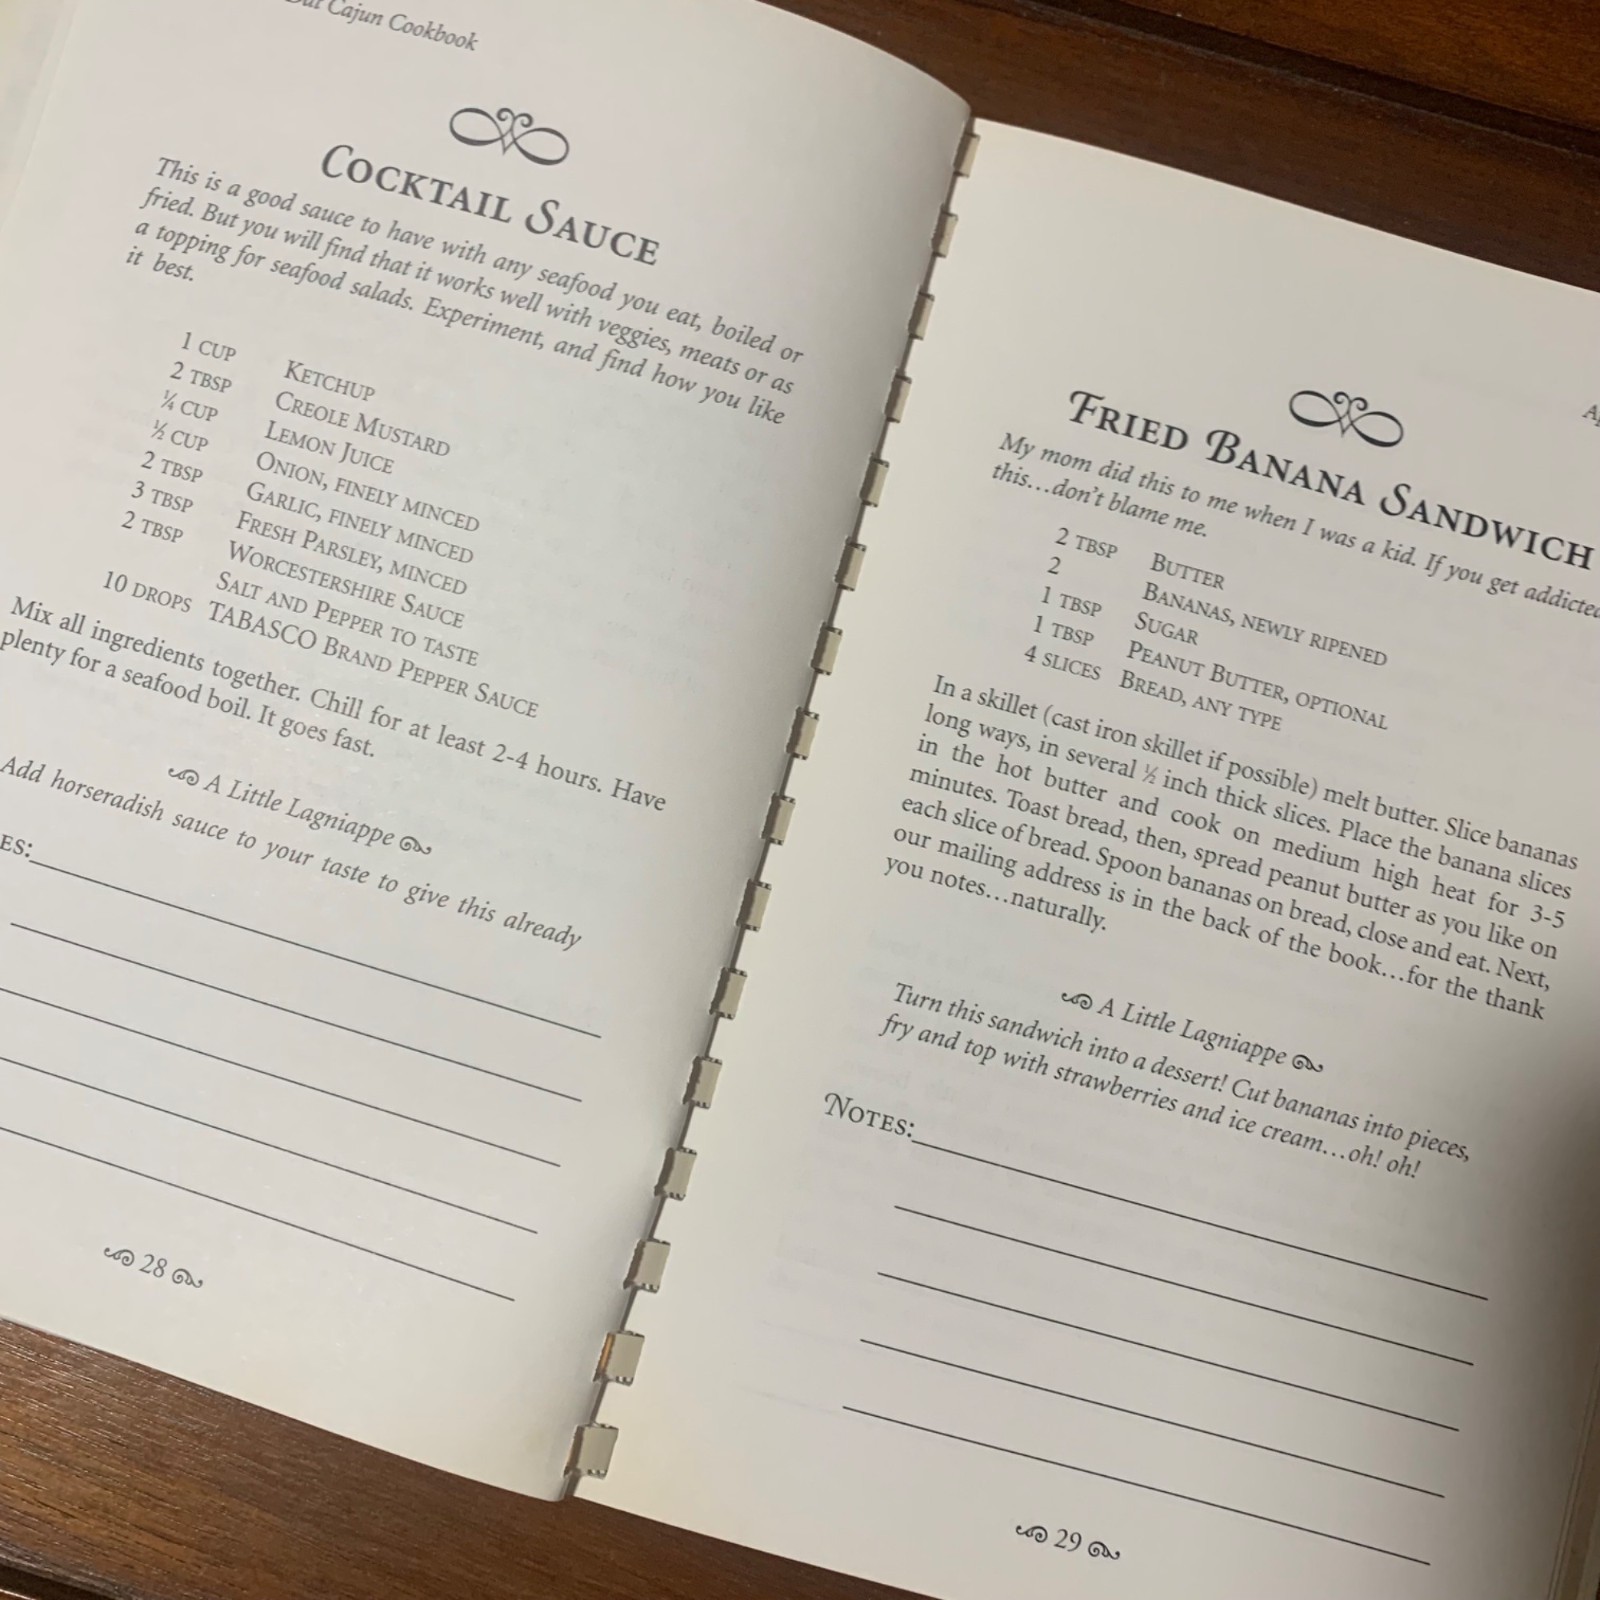 Dat Cajun Cookbook
Cocktail Sauce
This is a good sauce to have with any seafood you eat, boiled or
fried. But you will find that it works well with veggies, meats or as
a topping for seafood salads. Experiment, and find how you like
it best.
1 cup Ketchup
2 tbsp Creole Mustard
¼ cup Lemon Juice
½ cup Onion, finely minced
2 tbsp Garlic, finely minced
3 tbsp Fresh Parsley, minced
2 tbsp Worcestershire Sauce
Salt and Pepper to taste
10 drops TABASCO Brand Pepper Sauce
Mix all ingredients together. Chill for at least 2-4 hours. Have
plenty for a seafood boil. It goes fast.
A Little Lagniappe
Add horseradish sauce to your taste to give this already
ES:
28
Fried Banana Sandwich
My mom did this to me when I was a kid. If you get addicted
this...don't blame me.
2 tbsp Butter
2 Bananas, newly ripened
1 tbsp Sugar
1 tbsp Peanut Butter, optional
4 slices Bread, any type
In a skillet (cast iron skillet if possible) melt butter. Slice bananas
long ways, in several ½ inch thick slices. Place the banana slices
in the hot butter and cook on medium high heat for 3-5
minutes. Toast bread, then, spread peanut butter as you like on
each slice of bread. Spoon bananas on bread, close and eat. Next,
our mailing address is in the back of the book...for the thank
you notes...naturally.
A Little Lagniappe
Turn this sandwich into a dessert! Cut bananas into pieces,
fry and top with strawberries and ice cream...oh! oh!
Notes:
29